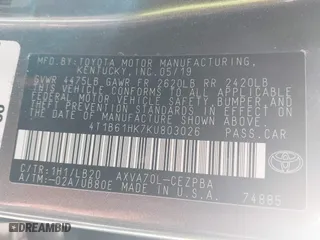 MFD.BY: TOYOTA MOTOR MANUFACTURING,
KENTUCKY,INC.05/19
GVWR 4475LB GAWR FR 2620LB RR 2420LB
THIS VEHICLE CONFORMS TO ALL APPLICABLE
FEDERAL MOTOR VEHICLE SAFETY, BUMPER, AND
THEFT PREVENTION STANDARDS IN EFFECT ON
THE DATE OF MANUFACTURE SHOWN ABOVE.
4T1B61HK7KU803026 PASS.CAR
C/TR:1H1/LB20 AXVA70L-CEZPBA
A/TM:-02A/UB80E MADE IN U.S.A.
74885
TOYOTA